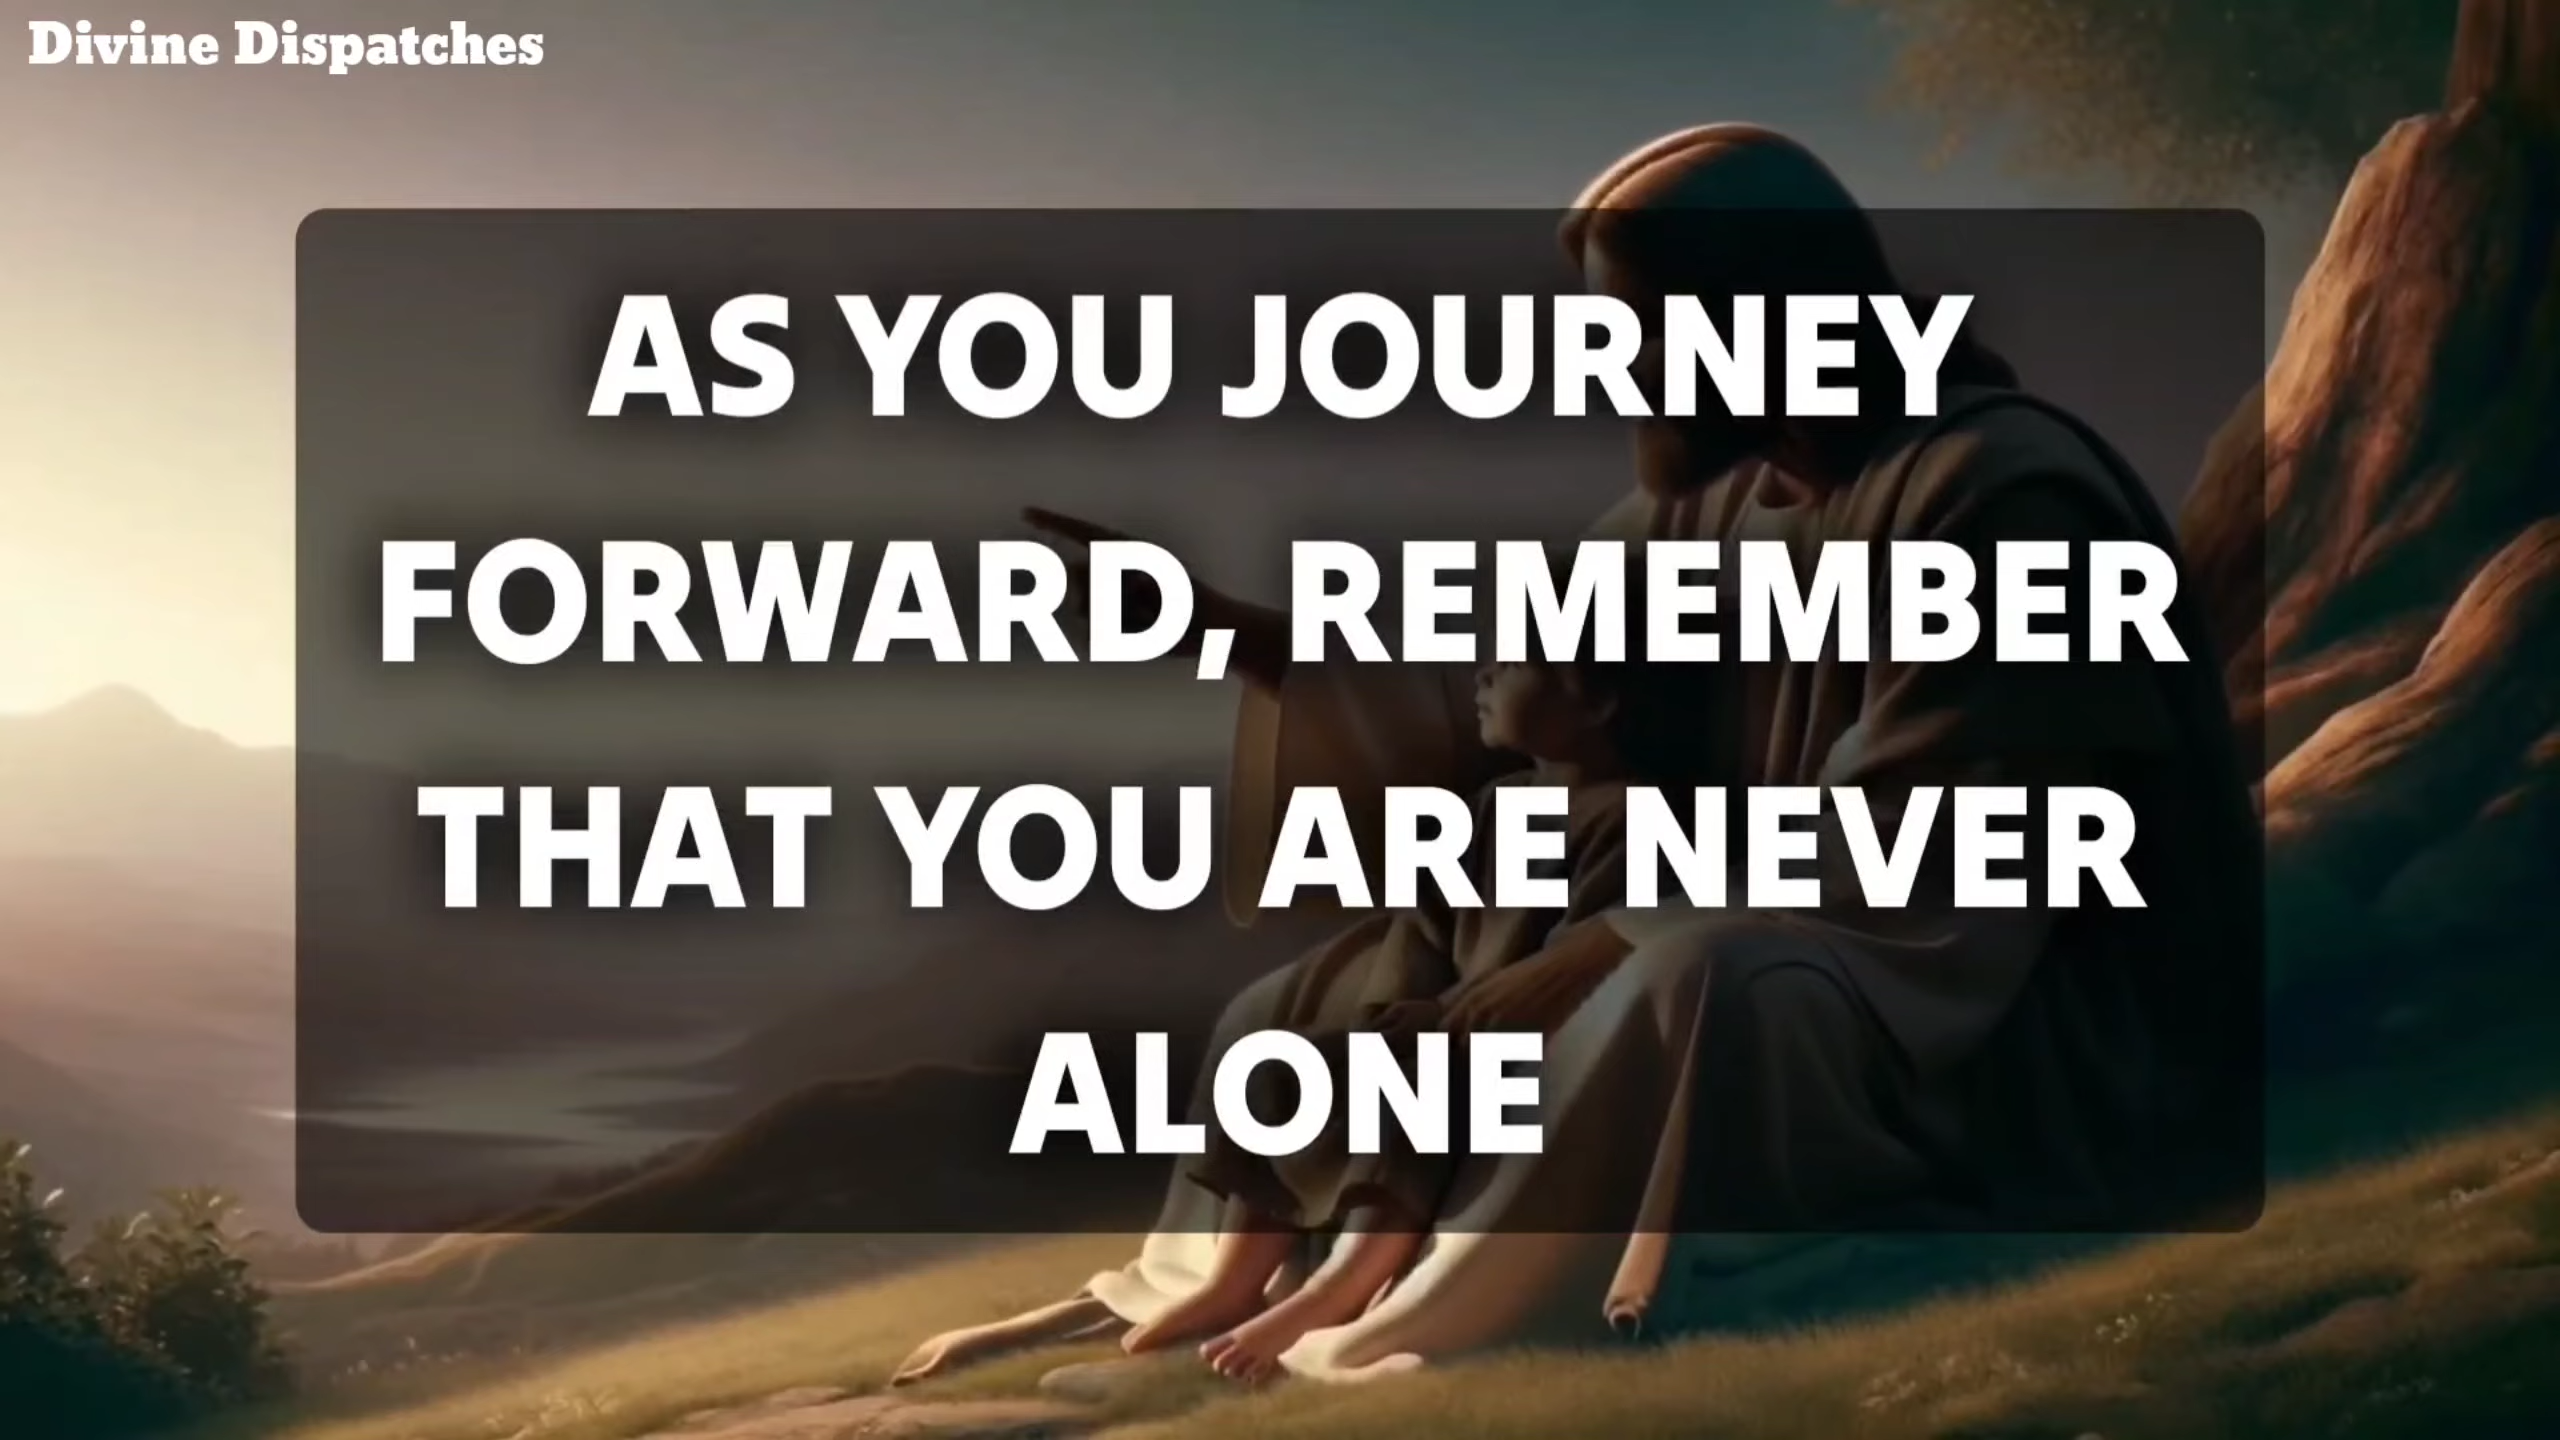 Divine Dispatches
AS YOU JOURNEY
FORWARD, REMEMBER
THAT YOU ARE NEVER
ALONE